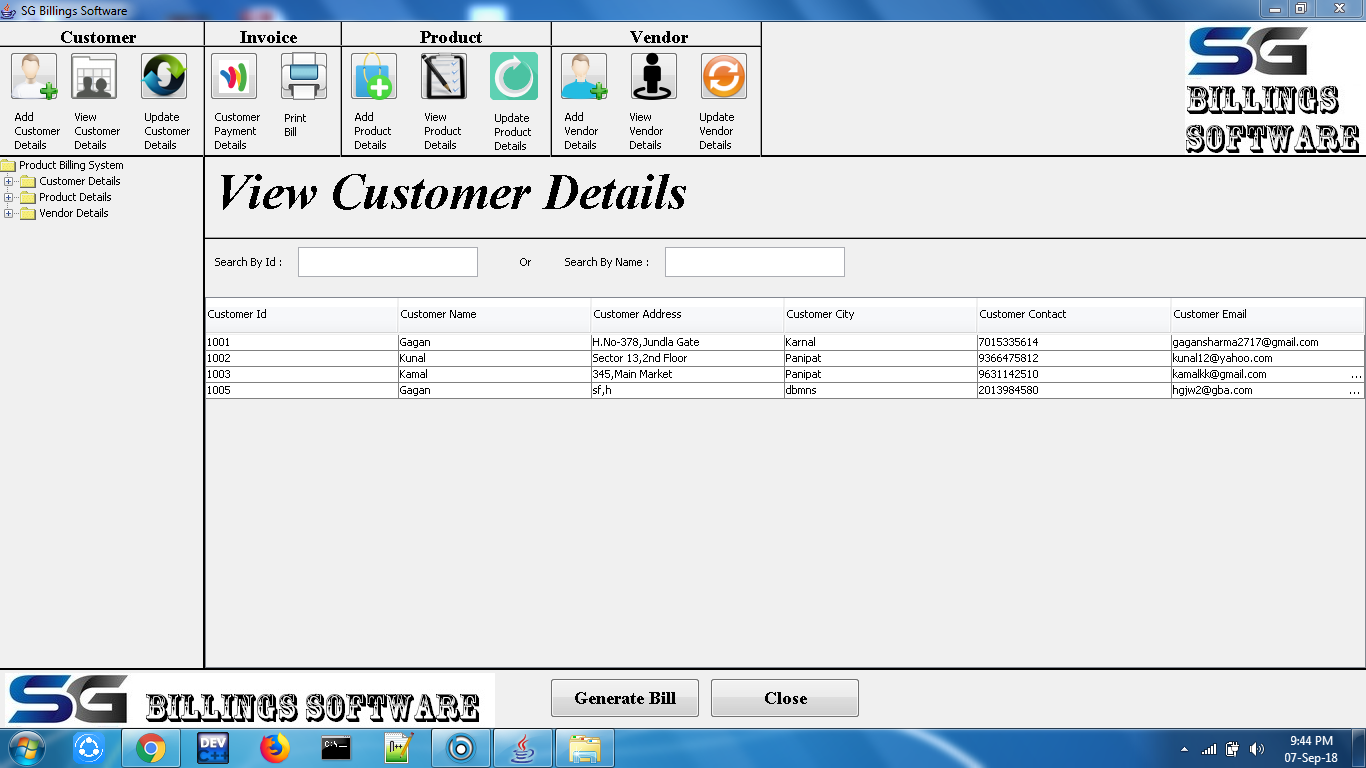 SG Billings Software
Customer Invoice Product Vendor
Add Customer Details
View Customer Details
Update Customer Details
Customer Payment Details
Print Bill
Add Product Details
View Product Details
Update Product Details
Add Vendor Details
View Vendor Details
Update Vendor Details
SG
BILLINGS
SOFTWARE
Product Billing System
Customer Details
Product Details
Vendor Details
View Customer Details
Search By Id : Or Search By Name :
Customer Id Customer Name Customer Address Customer City Customer Contact Customer Email
1001 Gagan H.No-378,Jundla Gate Karnal 7015335614 gagansharma2717@gmail.com
1002 Kunal Sector 13,2nd Floor Panipat 9366475812 kunal12@yahoo.com
1003 Kamal 345,Main Market Panipat 9631142510 kamalkk@gmail.com ...
1005 Gagan sf,h dbmns 2013984580 hgjw2@gba.com ...
SG BILLINGS SOFTWARE
Generate Bill Close
DEV C++
C:\
n++
9:44 PM
07-Sep-18